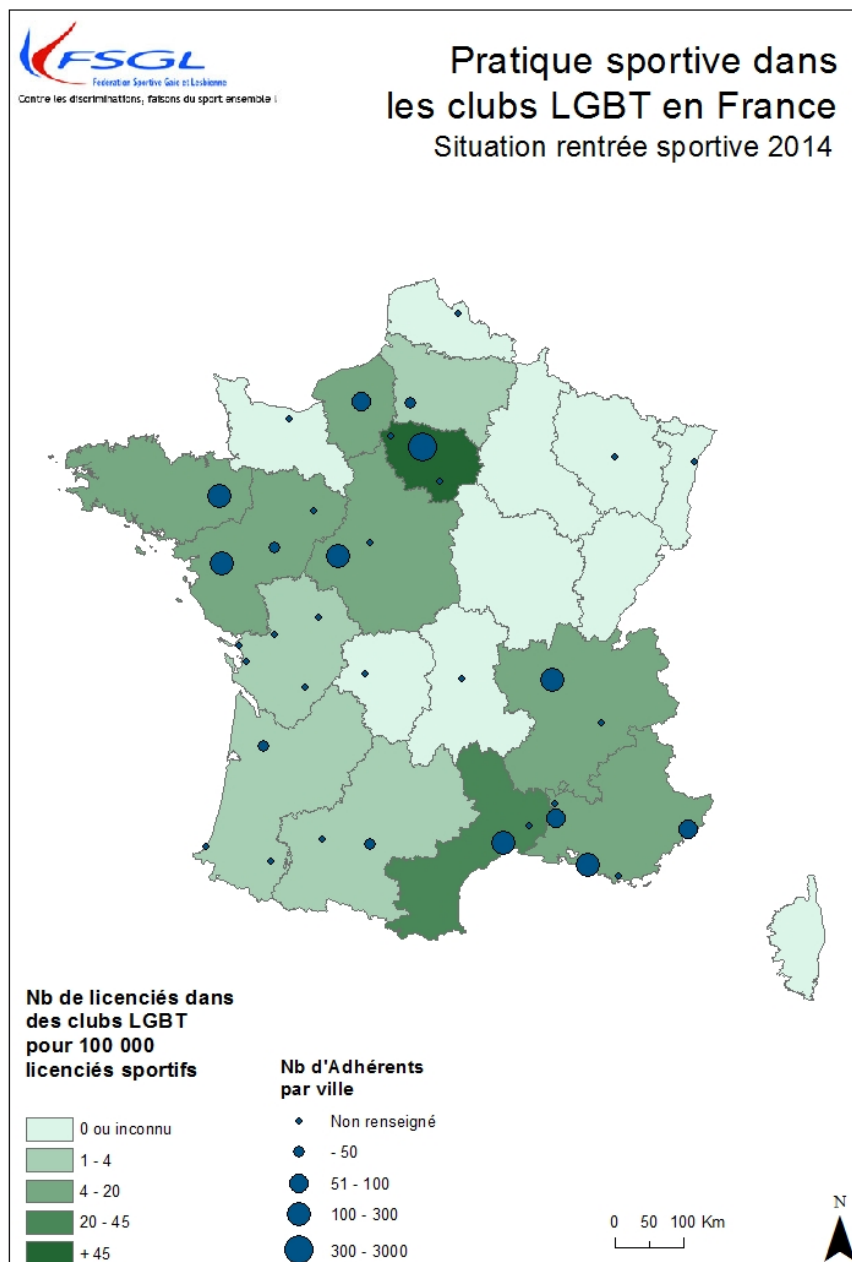 FSGL
Federation Sportive Gaie et Lesbienne
Contre les discriminations, faisons du sport ensemble !
Pratique sportive dans
les clubs LGBT en France
Situation rentrée sportive 2014
Nb de licenciés dans
des clubs LGBT
pour 100 000
licenciés sportifs
0 ou inconnu
1 - 4
4 - 20
20 - 45
+ 45
Nb d'Adhérents
par ville
Non renseigné
- 50
51 - 100
100 - 300
300 - 3000
0 50 100 Km
N